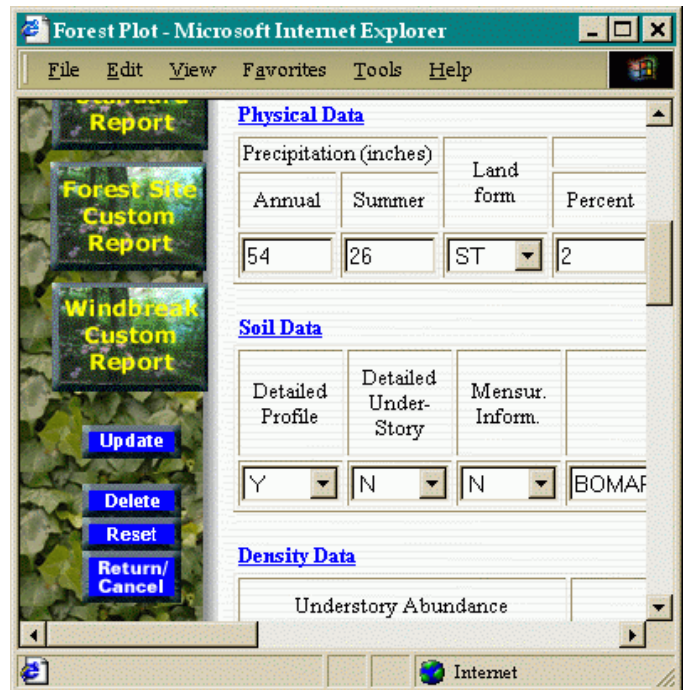 Forest Plot - Microsoft Internet Explorer
File Edit View Favorites Tools Help
Standard
Report
Forest Site
Custom
Report
Windbreak
Custom
Report
Update
Delete
Reset
Return/
Cancel
Physical Data
Precipitation (inches)
Land
form
Annual Summer Percent
54 26 ST 2
Soil Data
Detailed
Profile
Detailed
Under-
Story
Mensur.
Inform.
Y N N BOMAR
Density Data
Understory Abundance
Internet